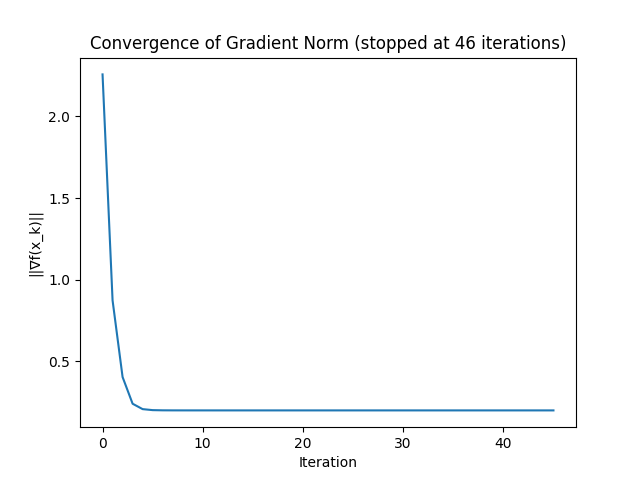 Convergence of Gradient Norm (stopped at 46 iterations)
||∇f(x_k)||
2.0
1.5
1.0
0.5
0 10 20 30 40
Iteration